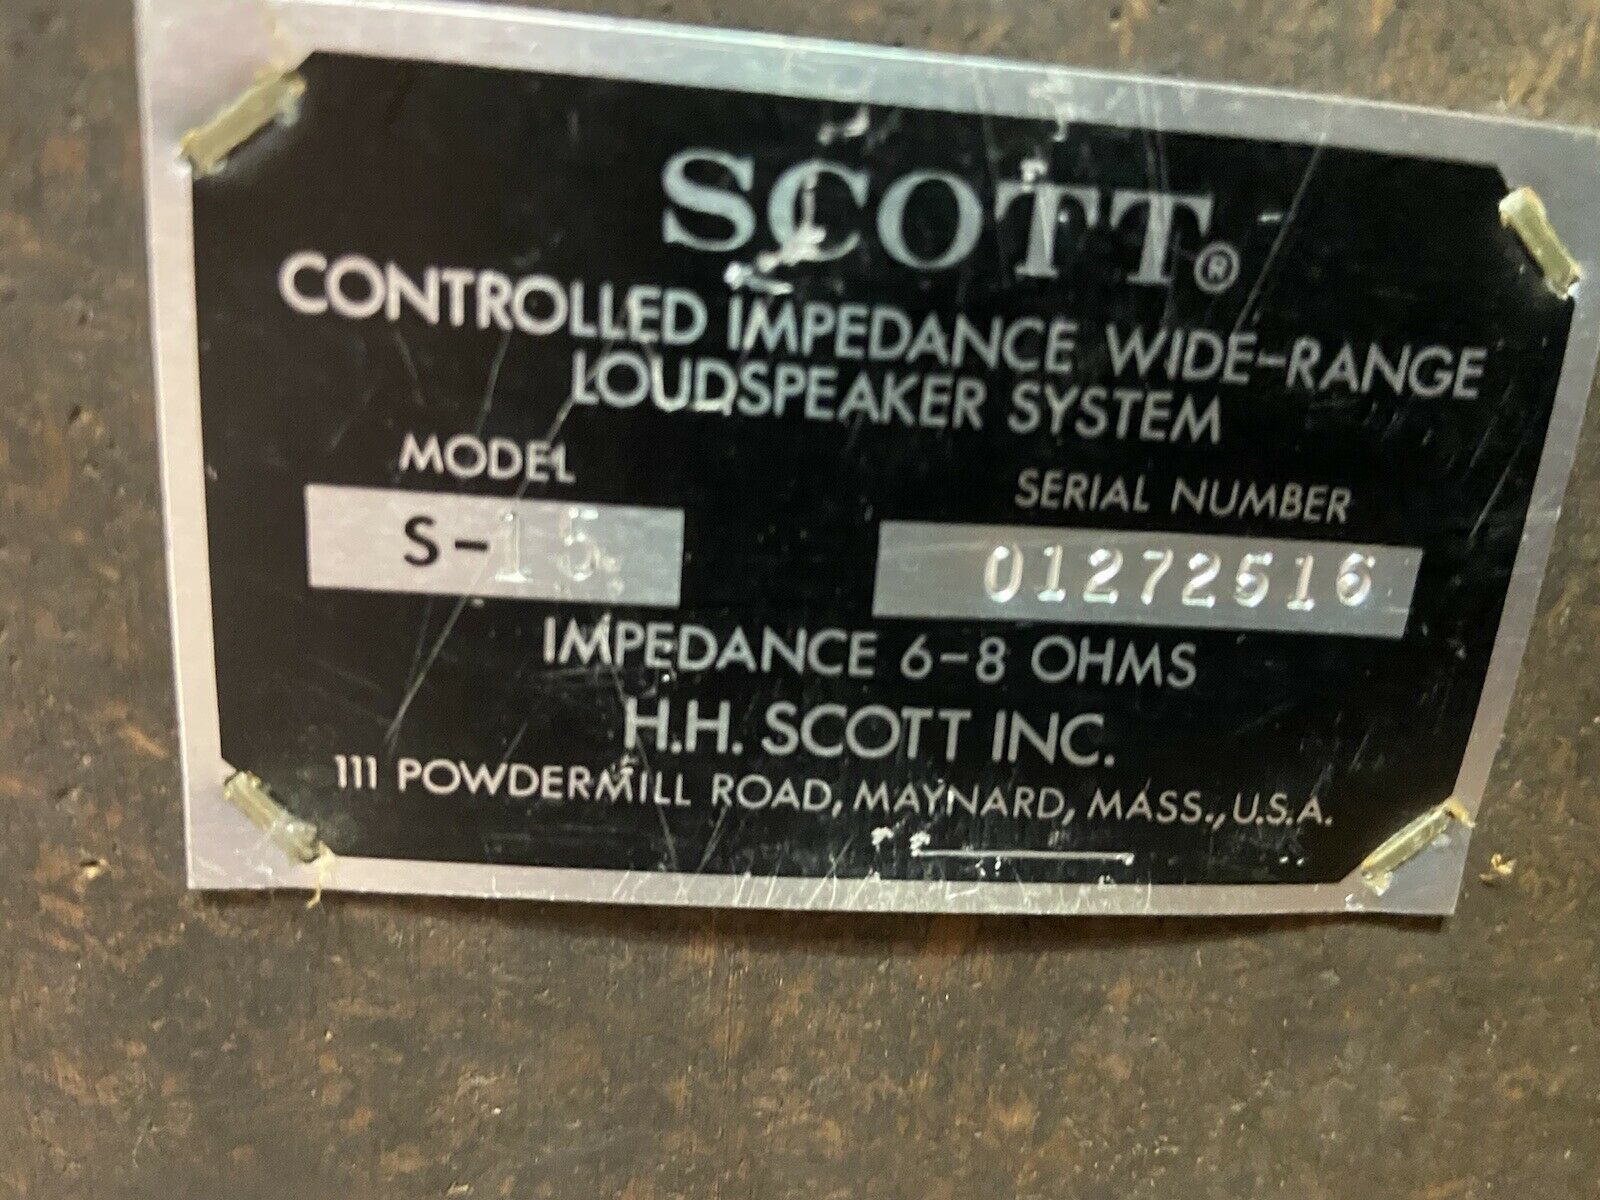 SCOTT®
CONTROLLED IMPEDANCE WIDE-RANGE
LOUDSPEAKER SYSTEM
MODEL SERIAL NUMBER
S-15 01272516
IMPEDANCE 6-8 OHMS
H.H. SCOTT INC.
111 POWDERMILL ROAD, MAYNARD, MASS., U.S.A.